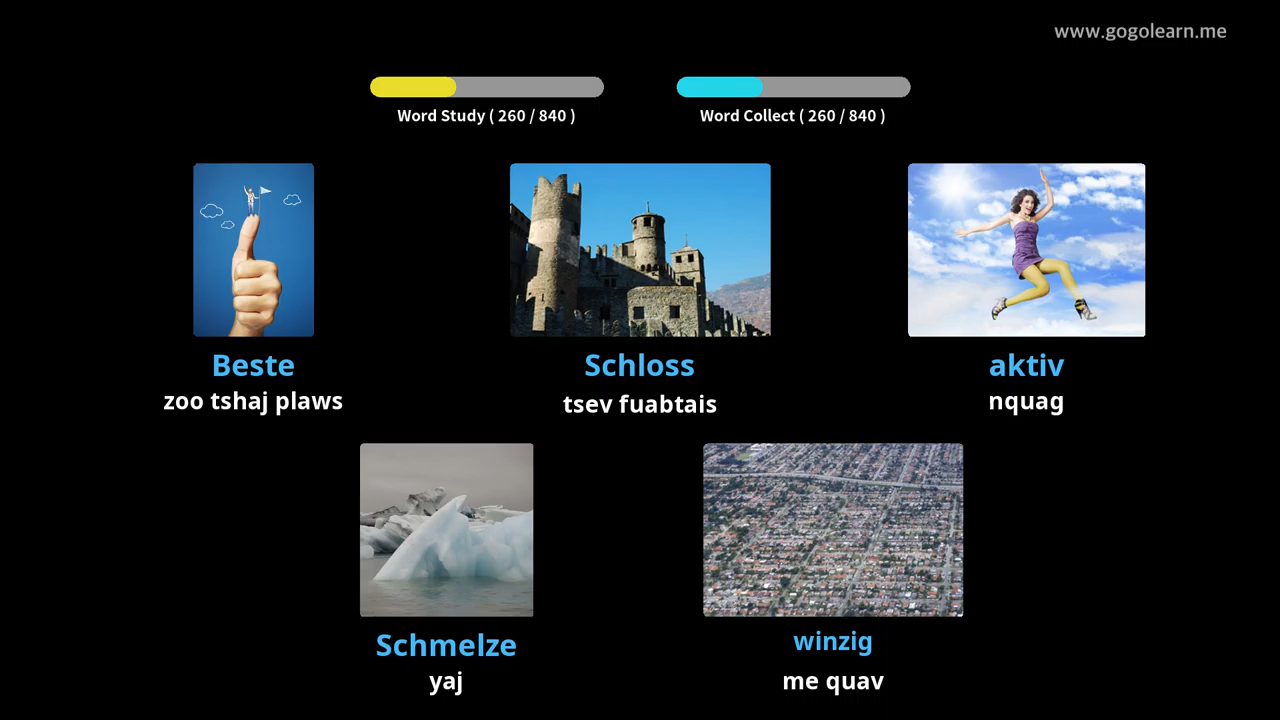 www.gogolearn.me
Word Study ( 260 / 840 )
Word Collect ( 260 / 840 )
Beste
zoo tshaj plaws
Schloss
tsev fuabtais
aktiv
nquag
Schmelze
yaj
winzig
me quav